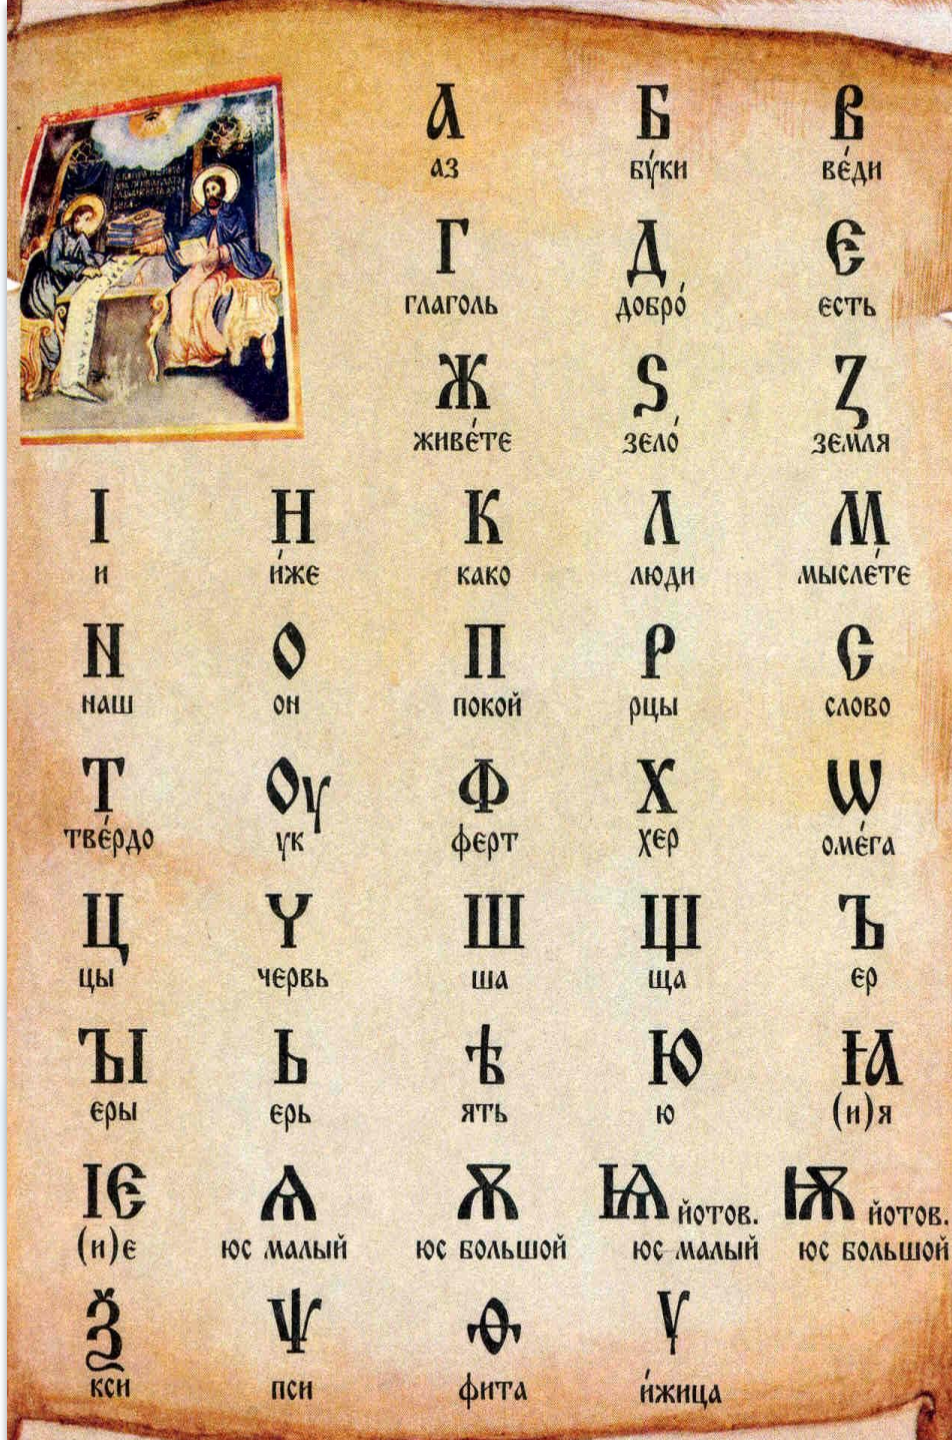 А Б В
аз бу́ки ве́ди
Г Д Є
глаголь добро́ есть
Ж Ѕ З
живе́те зело́ земля
І Н К Л М
и и́же како люди мысле́те
N О П Р С
наш он покой рцы слово
Т Оу Ф Х Ѡ
тве́рдо ук ферт хер оме́га
Ц Ч Ш Щ Ъ
цы червь ша ща ер
ЪІ Ь Ѣ Ю Ꙗ
еры ерь ять ю (и)я
Ѥ Ѧ Ѫ Ѩ йотов. Ѭ йотов.
(и)е юс малый юс большой юс малый юс большой
Ѯ Ѱ Ѳ Ѵ
кси пси фита и́жица